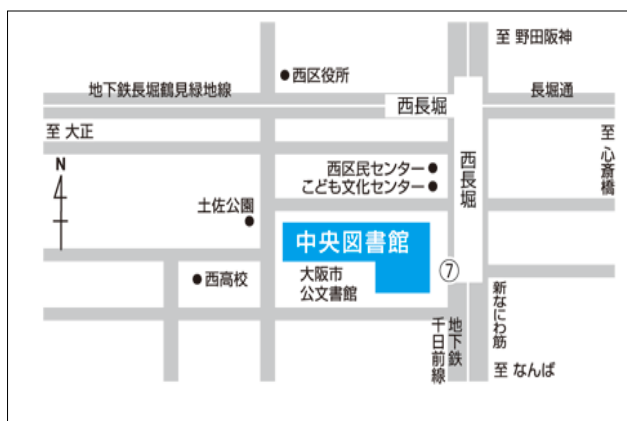 至 野田阪神
西区役所
地下鉄長堀鶴見緑地線
西長堀
長堀通
至 大正
至 心斎橋
N
西区民センター
こども文化センター
西長堀
土佐公園
中央図書館
大阪市
公文書館
⑦
西高校
地下鉄
千日前線
新なにわ筋
至 なんば